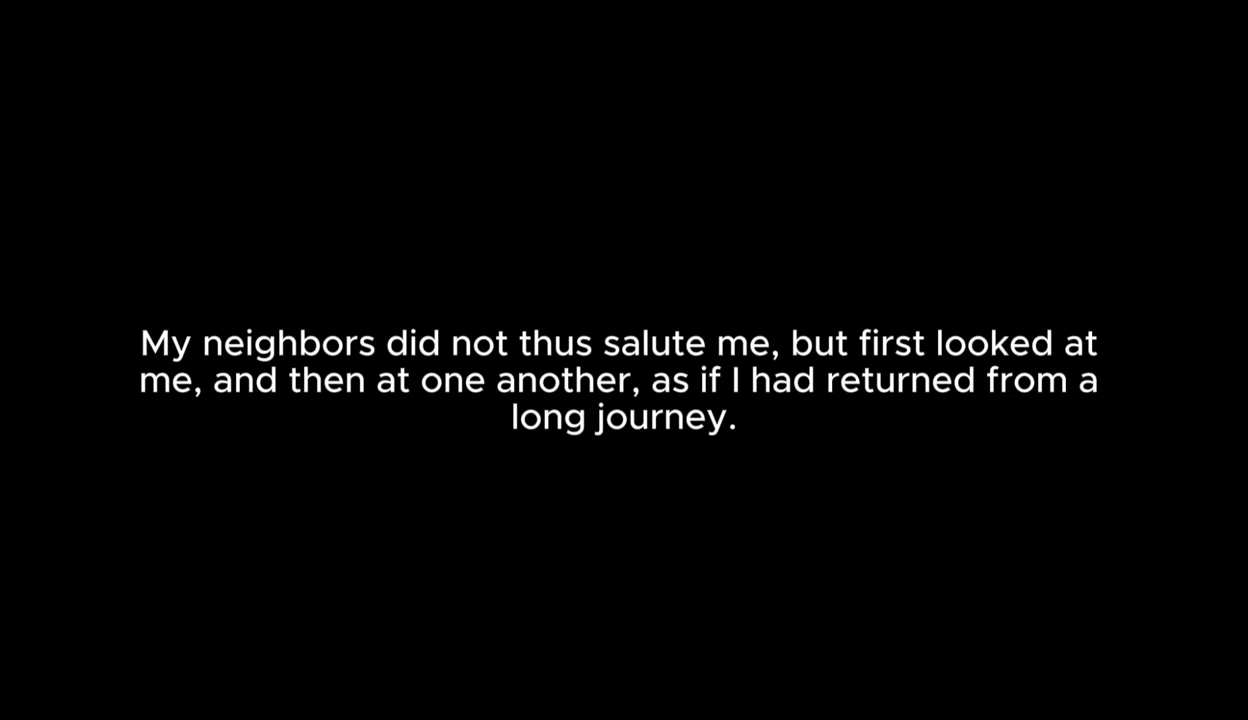 My neighbors did not thus salute me, but first looked at
me, and then at one another, as if I had returned from a
long journey.